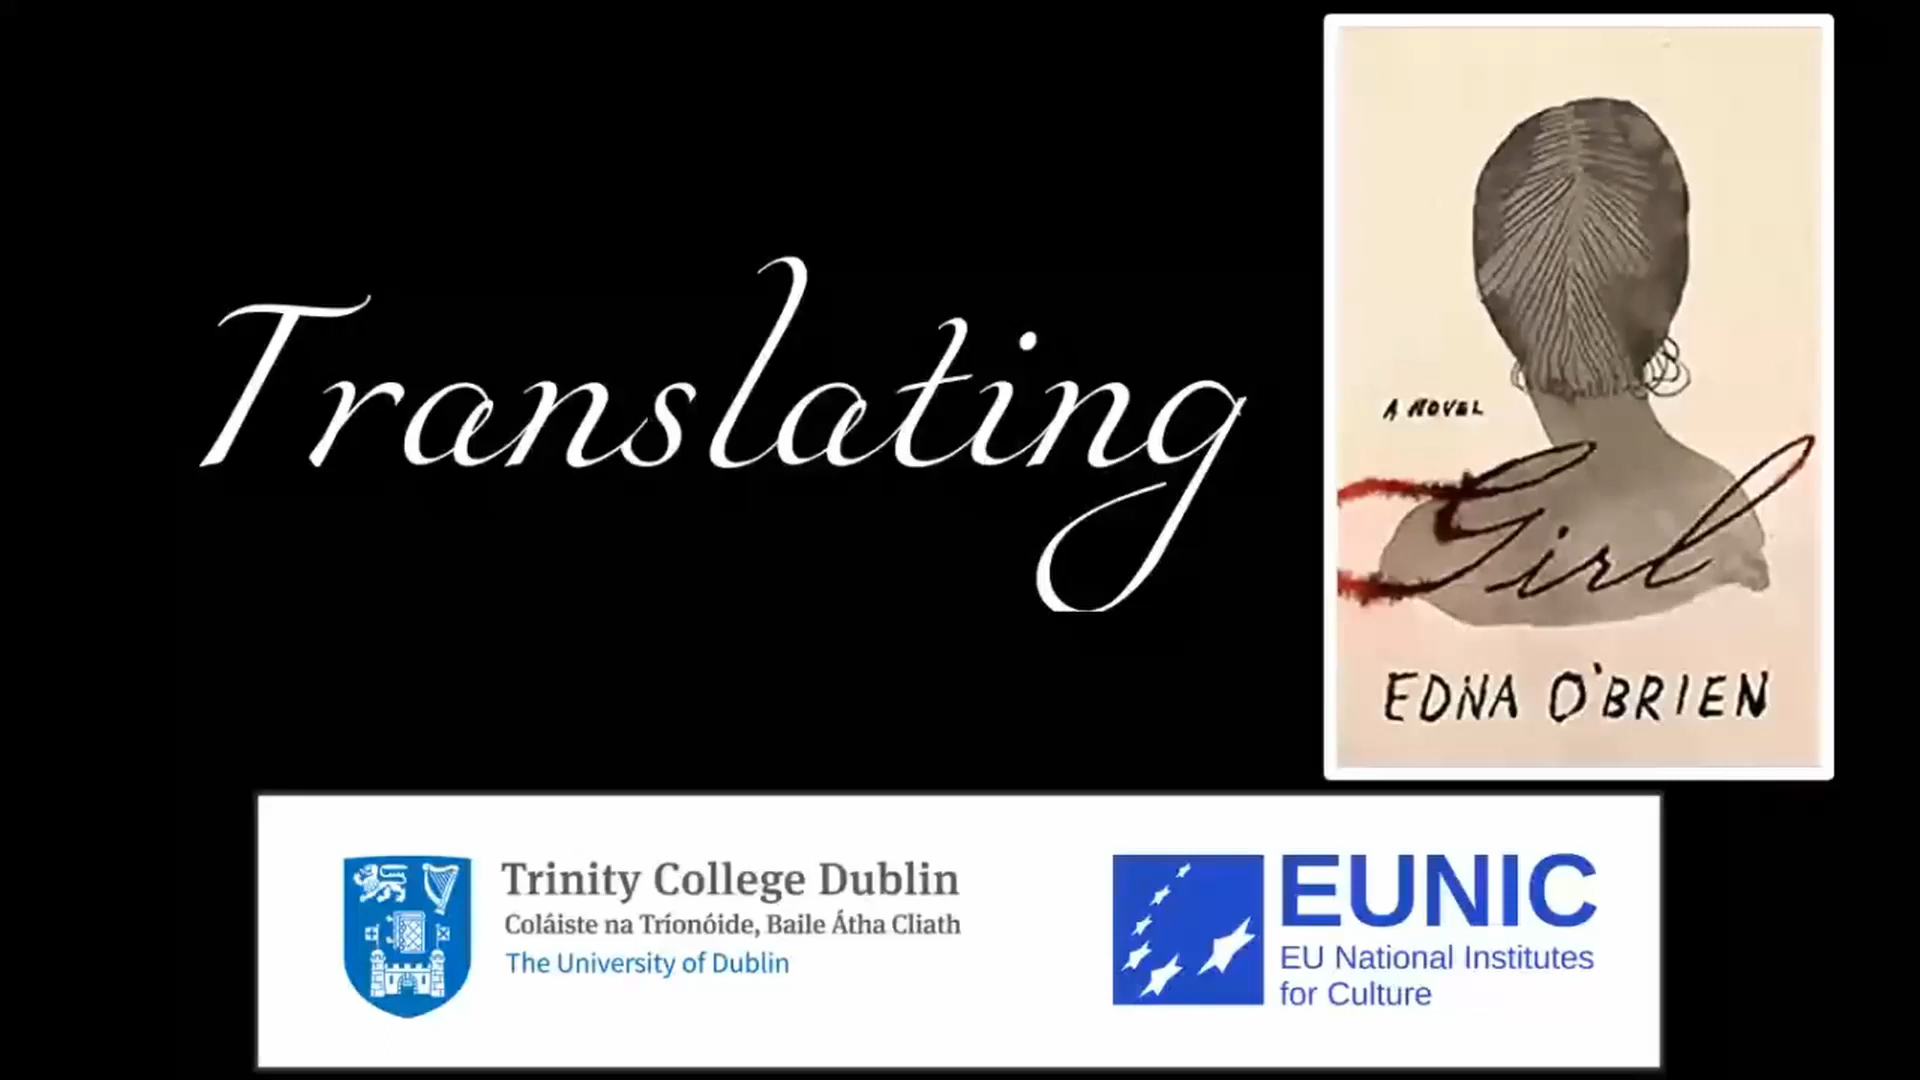 Translating
A NOVEL
Girl
EDNA O'BRIEN
Trinity College Dublin
Coláiste na Tríonóide, Baile Átha Cliath
The University of Dublin
EUNIC
EU National Institutes
for Culture